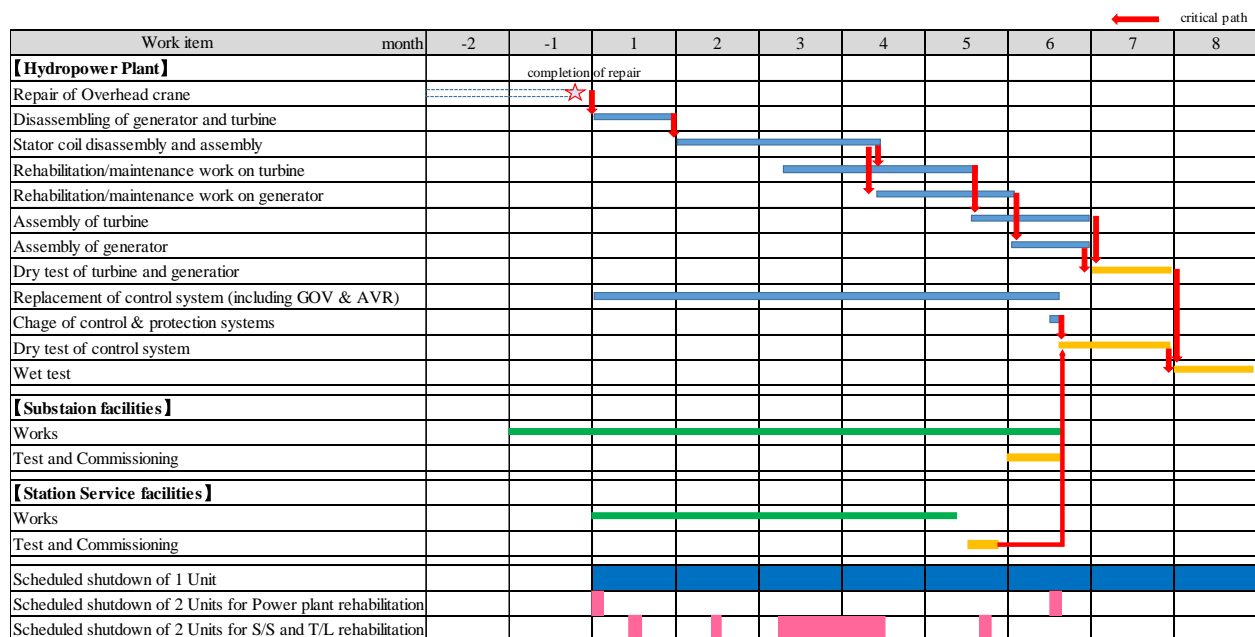 critical path
Work item month -2 -1 1 2 3 4 5 6 7 8
【Hydropower Plant】
completion of repair
Repair of Overhead crane
Disassembling of generator and turbine
Stator coil disassembly and assembly
Rehabilitation/maintenance work on turbine
Rehabilitation/maintenance work on generator
Assembly of turbine
Assembly of generator
Dry test of turbine and generatior
Replacement of control system (including GOV & AVR)
Chage of control & protection systems
Dry test of control system
Wet test
【Substaion facilities】
Works
Test and Commissioning
【Station Service facilities】
Works
Test and Commissioning
Scheduled shutdown of 1 Unit
Scheduled shutdown of 2 Units for Power plant rehabilitation
Scheduled shutdown of 2 Units for S/S and T/L rehabilitation